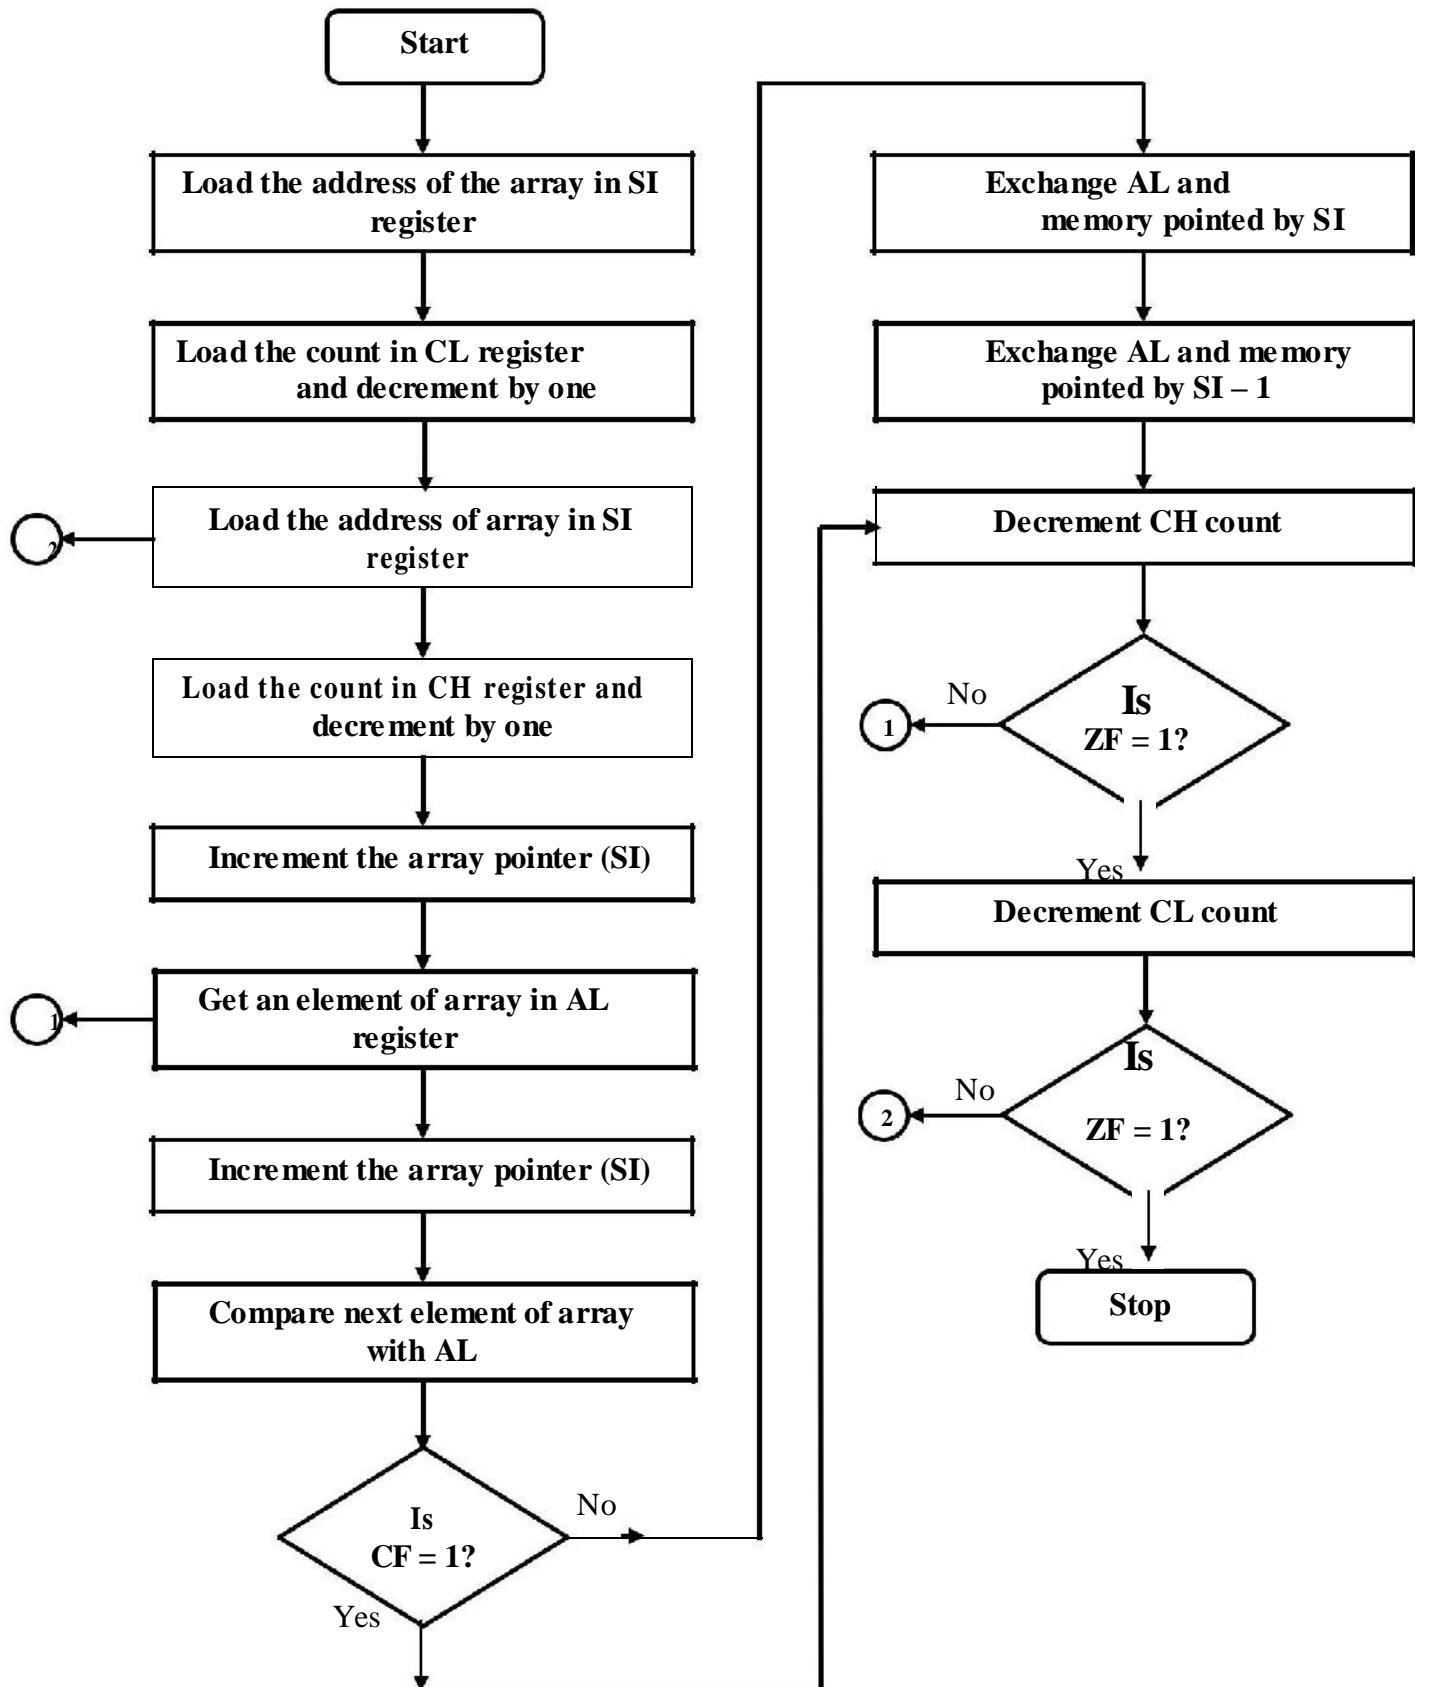 Start
Load the address of the array in SI
register
Load the count in CL register
and decrement by one
2
Load the address of array in SI
register
Load the count in CH register and
decrement by one
Increment the array pointer (SI)
1
Get an element of array in AL
register
Increment the array pointer (SI)
Compare next element of array
with AL
Is
CF = 1?
No
Yes
Exchange AL and
memory pointed by SI
Exchange AL and memory
pointed by SI – 1
Decrement CH count
Is
ZF = 1?
No
1
Yes
Decrement CL count
Is
ZF = 1?
No
2
Yes
Stop